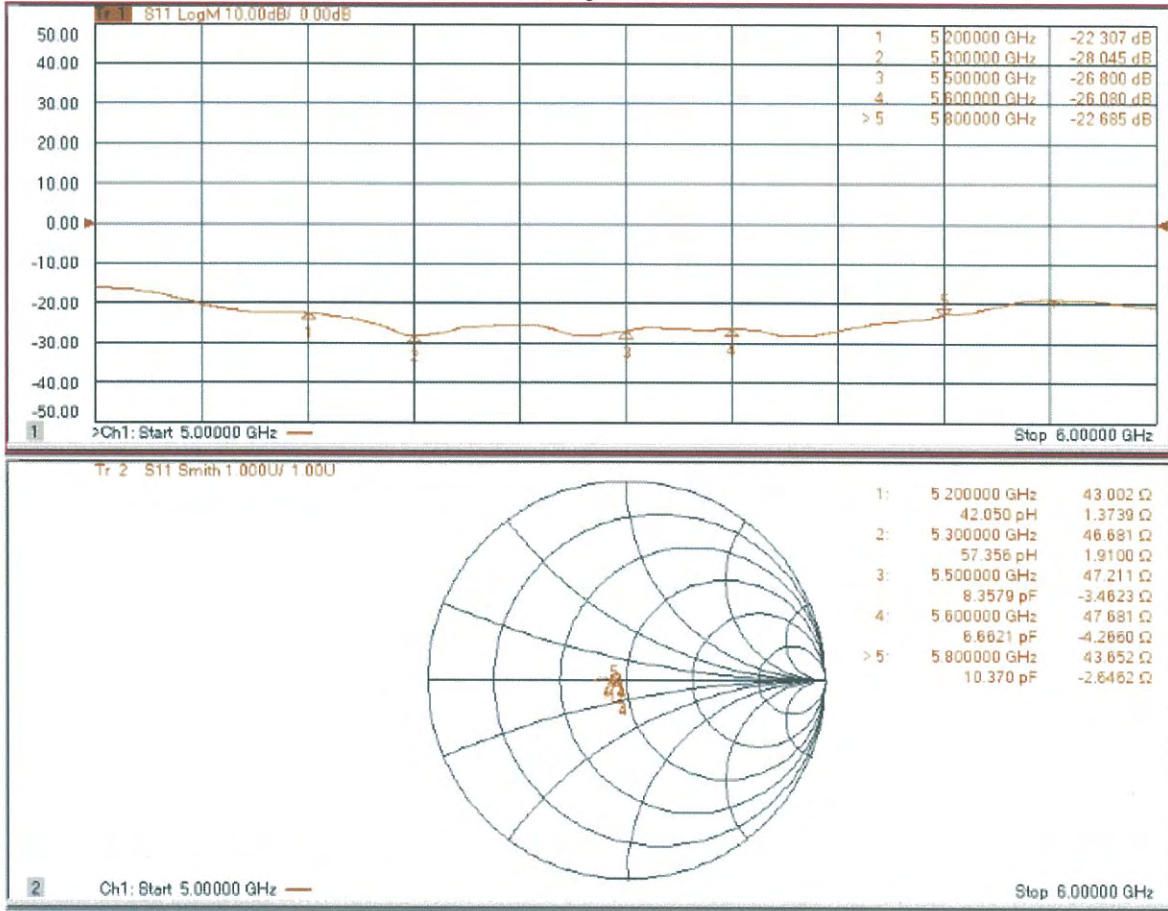 Tr 1 S11 LogM 10.00dB/ 0.00dB
50.00
40.00
30.00
20.00
10.00
0.00
-10.00
-20.00
-30.00
-40.00
-50.00
1 5.200000 GHz -22.307 dB
2 5.300000 GHz -28.045 dB
3 5.500000 GHz -26.800 dB
4 5.600000 GHz -26.080 dB
> 5 5.800000 GHz -22.685 dB
1
2
3
4
5
1 >Ch1: Start 5.00000 GHz Stop 6.00000 GHz
Tr 2 S11 Smith 1.000U/ 1.00U
1: 5.200000 GHz 43.002 Ω
42.050 pH 1.3739 Ω
2: 5.300000 GHz 46.681 Ω
57.356 pH 1.9100 Ω
3: 5.500000 GHz 47.211 Ω
8.3579 pF -3.4623 Ω
4: 5.600000 GHz 47.681 Ω
6.6621 pF -4.2660 Ω
> 5: 5.800000 GHz 43.652 Ω
10.370 pF -2.6462 Ω
5
4
2 Ch1: Start 5.00000 GHz Stop 6.00000 GHz